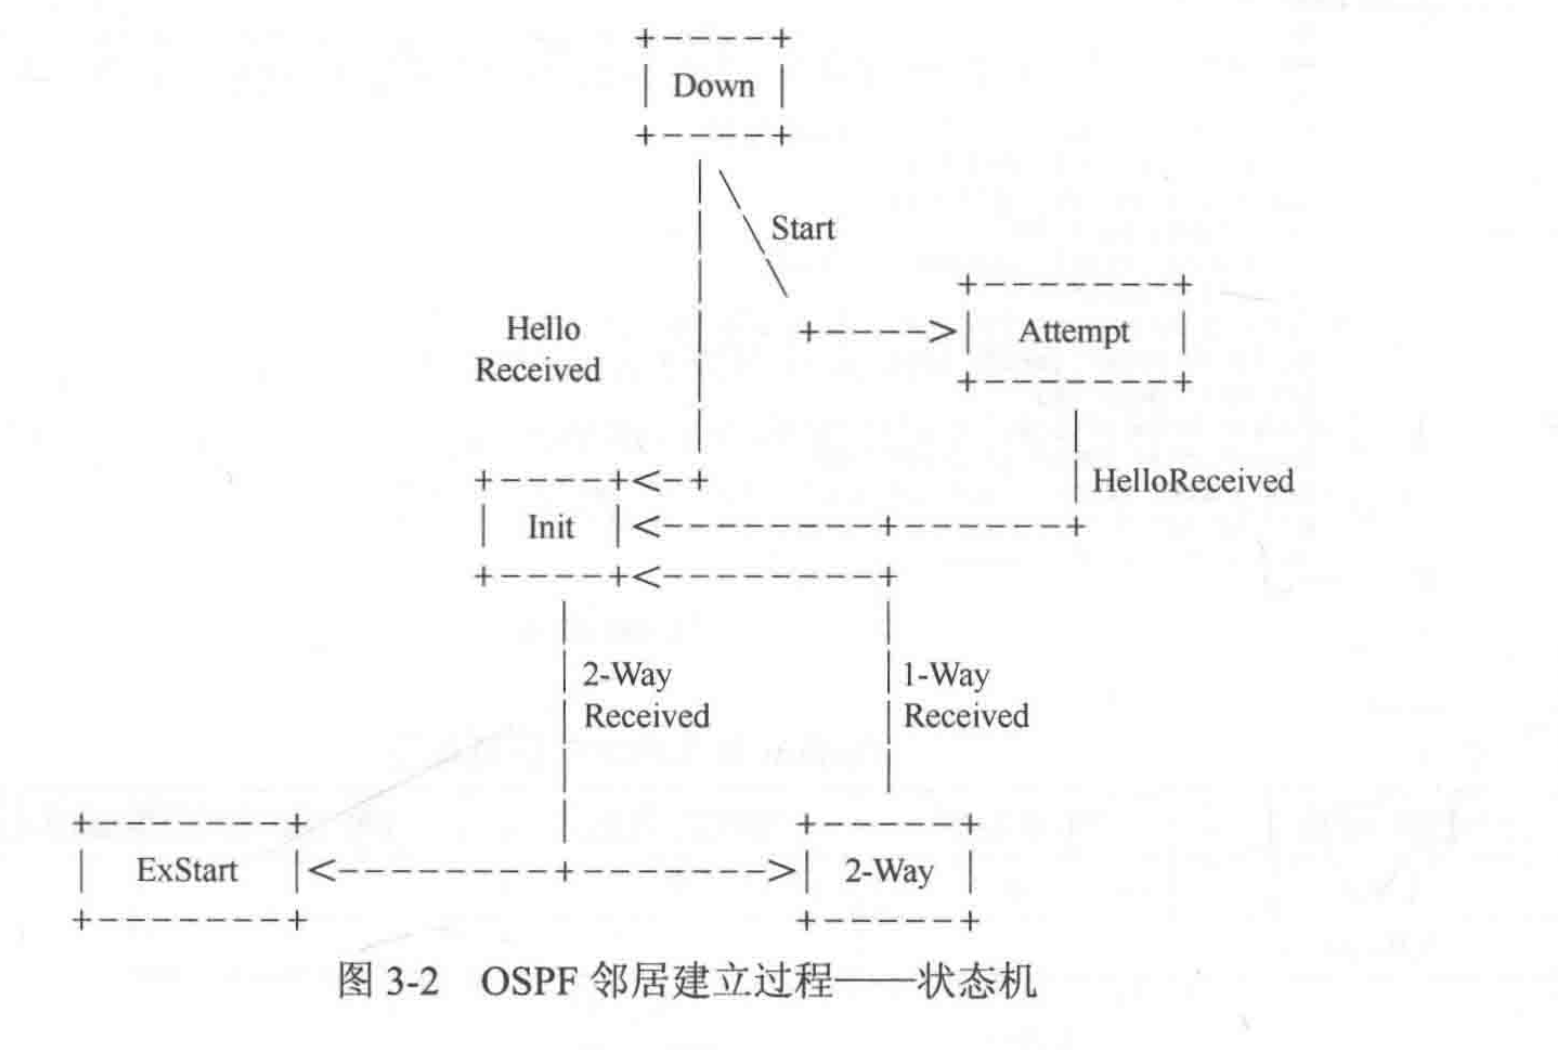 Down
Start
Hello
Received
Attempt
HelloReceived
Init
2-Way
Received
1-Way
Received
ExStart
2-Way
图 3-2 OSPF 邻居建立过程——状态机